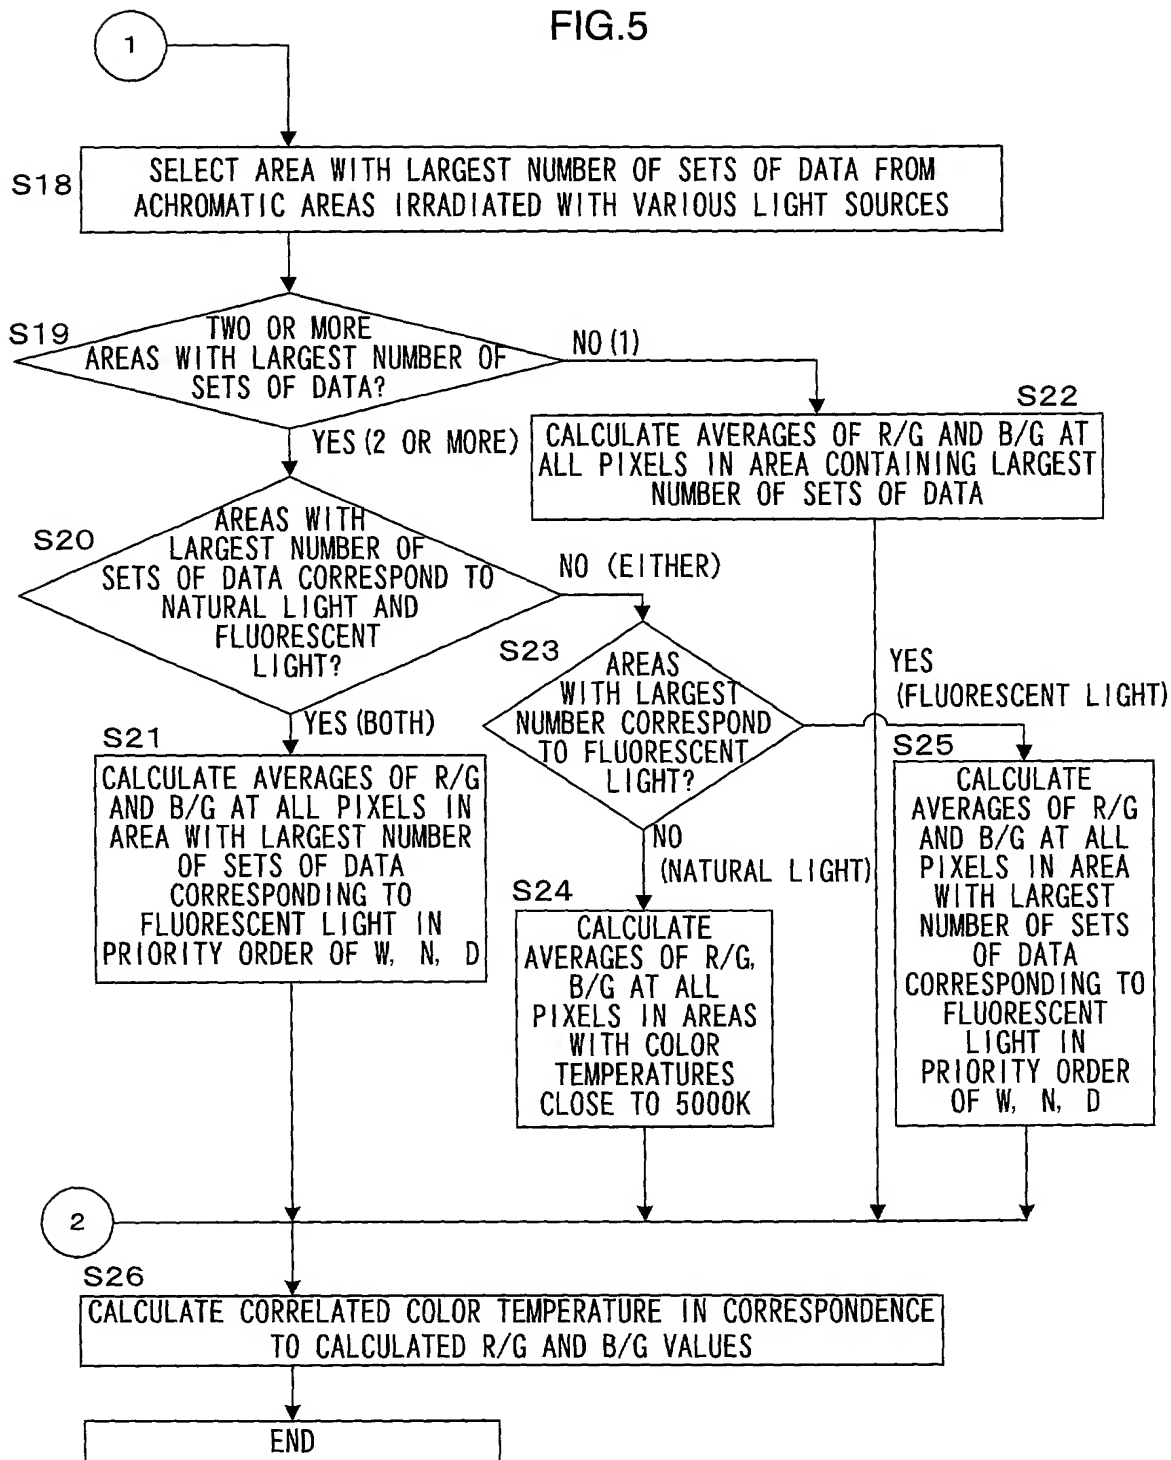 FIG.5
1
S18
SELECT AREA WITH LARGEST NUMBER OF SETS OF DATA FROM
ACHROMATIC AREAS IRRADIATED WITH VARIOUS LIGHT SOURCES
S19
TWO OR MORE
AREAS WITH LARGEST NUMBER OF
SETS OF DATA?
NO (1)
YES (2 OR MORE)
S22
CALCULATE AVERAGES OF R/G AND B/G AT
ALL PIXELS IN AREA CONTAINING LARGEST
NUMBER OF SETS OF DATA
S20
AREAS WITH
LARGEST NUMBER OF
SETS OF DATA CORRESPOND TO
NATURAL LIGHT AND
FLUORESCENT
LIGHT?
NO (EITHER)
YES (BOTH)
S23
AREAS
WITH LARGEST
NUMBER CORRESPOND
TO FLUORESCENT
LIGHT?
YES
(FLUORESCENT LIGHT)
NO
(NATURAL LIGHT)
S21
CALCULATE AVERAGES OF R/G
AND B/G AT ALL PIXELS IN
AREA WITH LARGEST NUMBER
OF SETS OF DATA
CORRESPONDING TO
FLUORESCENT LIGHT IN
PRIORITY ORDER OF W, N, D
S24
CALCULATE
AVERAGES OF R/G,
B/G AT ALL
PIXELS IN AREAS
WITH COLOR
TEMPERATURES
CLOSE TO 5000K
S25
CALCULATE
AVERAGES OF R/G
AND B/G AT ALL
PIXELS IN AREA
WITH LARGEST
NUMBER OF SETS
OF DATA
CORRESPONDING TO
FLUORESCENT
LIGHT IN
PRIORITY ORDER
OF W, N, D
2
S26
CALCULATE CORRELATED COLOR TEMPERATURE IN CORRESPONDENCE
TO CALCULATED R/G AND B/G VALUES
END